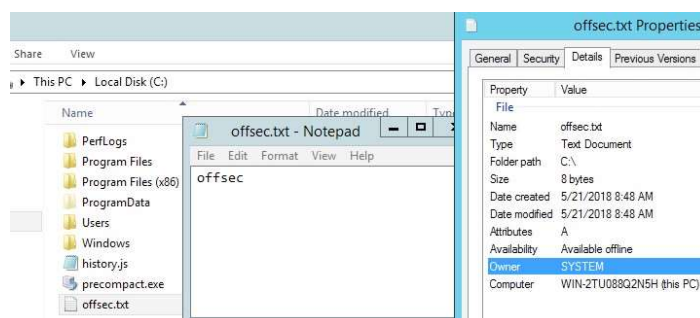 offsec.txt Properties
Share View
General Security Details Previous Versions
This PC Local Disk (C:)
Name Date modified
PerfLogs
Program Files
Program Files (x86)
ProgramData
Users
Windows
history.js
precompact.exe
offsec.txt
offsec.txt - Notepad
File Edit Format View Help
offsec
Property Value
File
Name offsec.txt
Type Text Document
Folder path C:\
Size 8 bytes
Date created 5/21/2018 8:48 AM
Date modified 5/21/2018 8:48 AM
Attributes A
Availability Available offline
Owner SYSTEM
Computer WIN-2TU088Q2N5H (this PC)